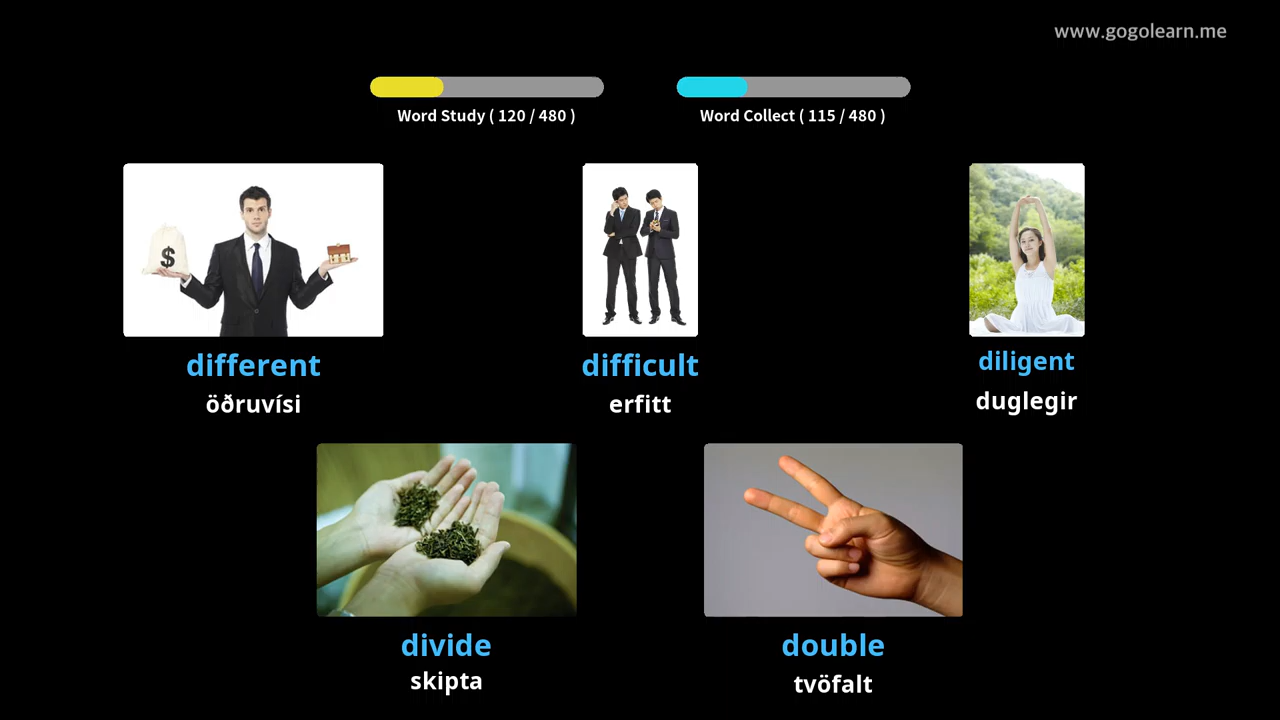 www.gogolearn.me
Word Study ( 120 / 480 )
Word Collect ( 115 / 480 )
$
different
öðruvísi
difficult
erfitt
diligent
duglegir
divide
skipta
double
tvöfalt